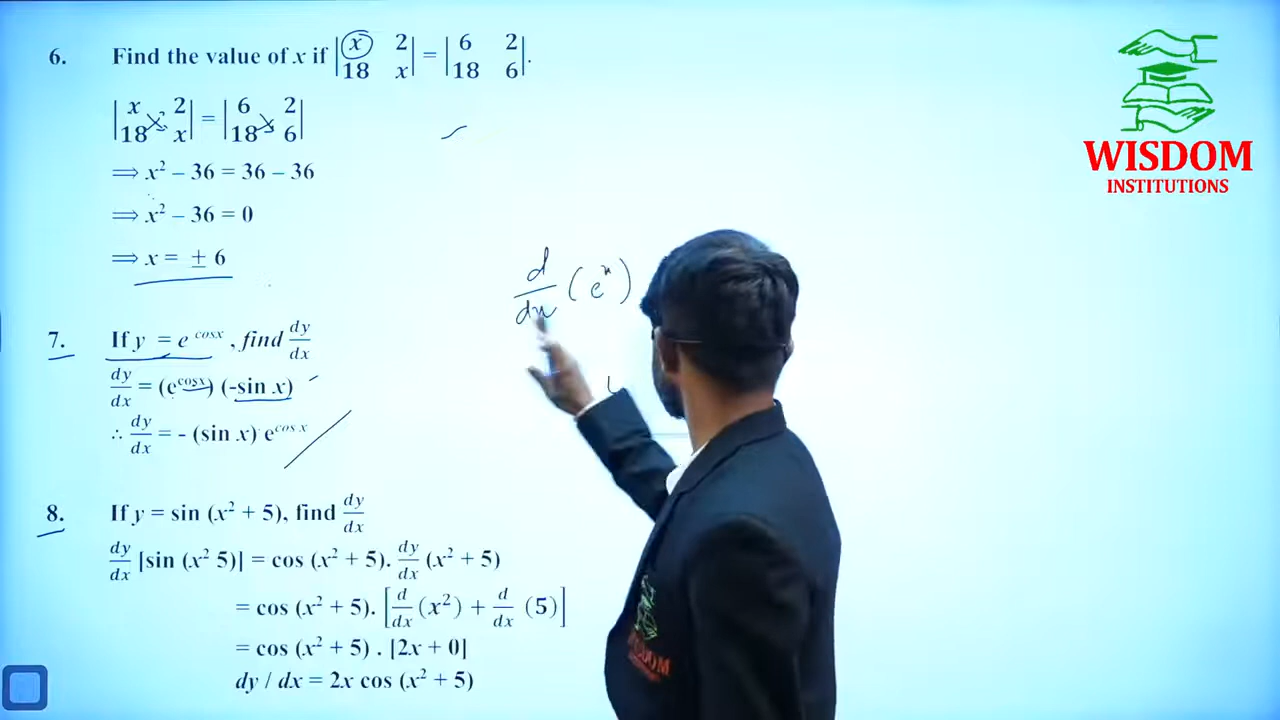 6. Find the value of x if |x 2| = |6 2|.
|18 x| |18 6|
|x 2| = |6 2|
|18 x| |18 6|
⟹ x² – 36 = 36 – 36
⟹ x² – 36 = 0
⟹ x = ± 6
d/dx (eˣ)
7. If y = e^cosx , find dy/dx
dy/dx = (e^cosx) (-sin x)
∴ dy/dx = - (sin x) e^cos x
8. If y = sin (x² + 5), find dy/dx
dy/dx [sin (x² 5)] = cos (x² + 5). dy/dx (x² + 5)
= cos (x² + 5). [d/dx (x²) + d/dx (5)]
= cos (x² + 5) . [2x + 0]
dy / dx = 2x cos (x² + 5)
WISDOM
INSTITUTIONS
WISDOM